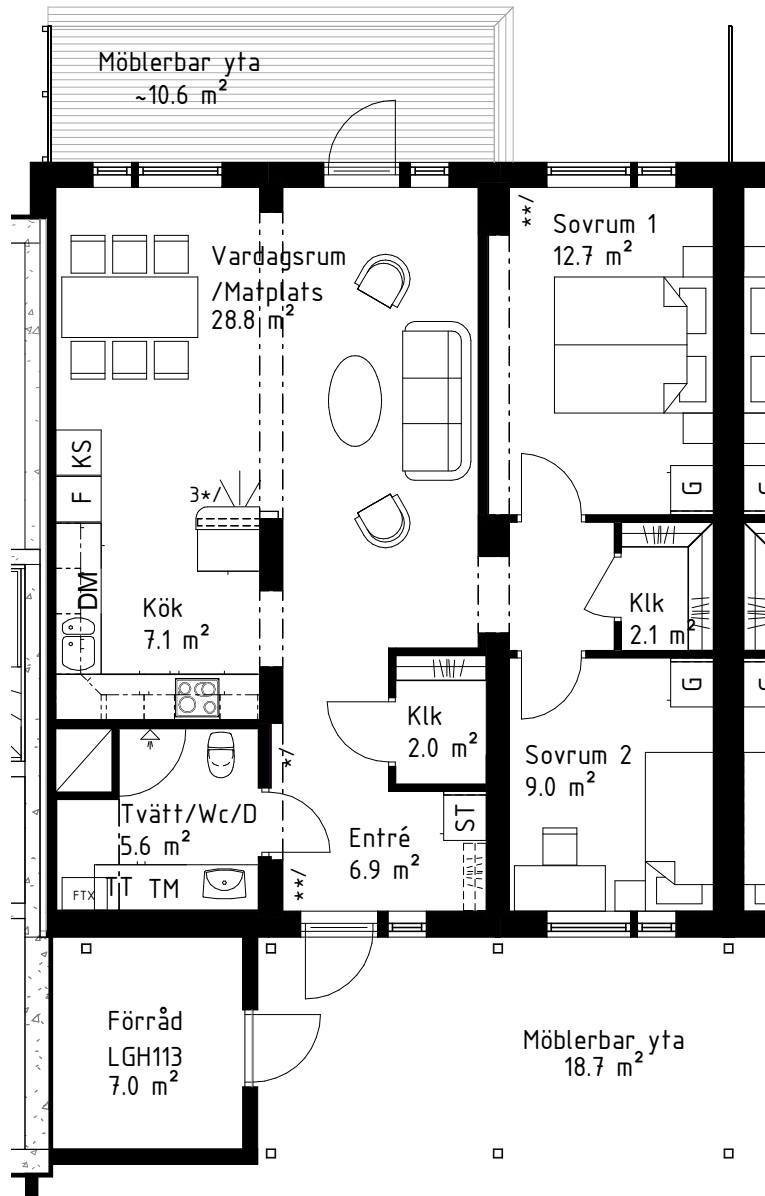 Möblerbar yta
~10.6 m²
**/
Sovrum 1
12.7 m²
Vardagsrum
/Matplats
28.8 m²
KS
F
3*/
G
DM
Kök
7.1 m²
Klk
2.1 m²
G
Klk
2.0 m²
*/
Sovrum 2
9.0 m²
Tvätt/Wc/D
5.6 m²
ST
Entré
6.9 m²
FTX
TT TM
**/
Förråd
LGH113
7.0 m²
Möblerbar yta
18.7 m²